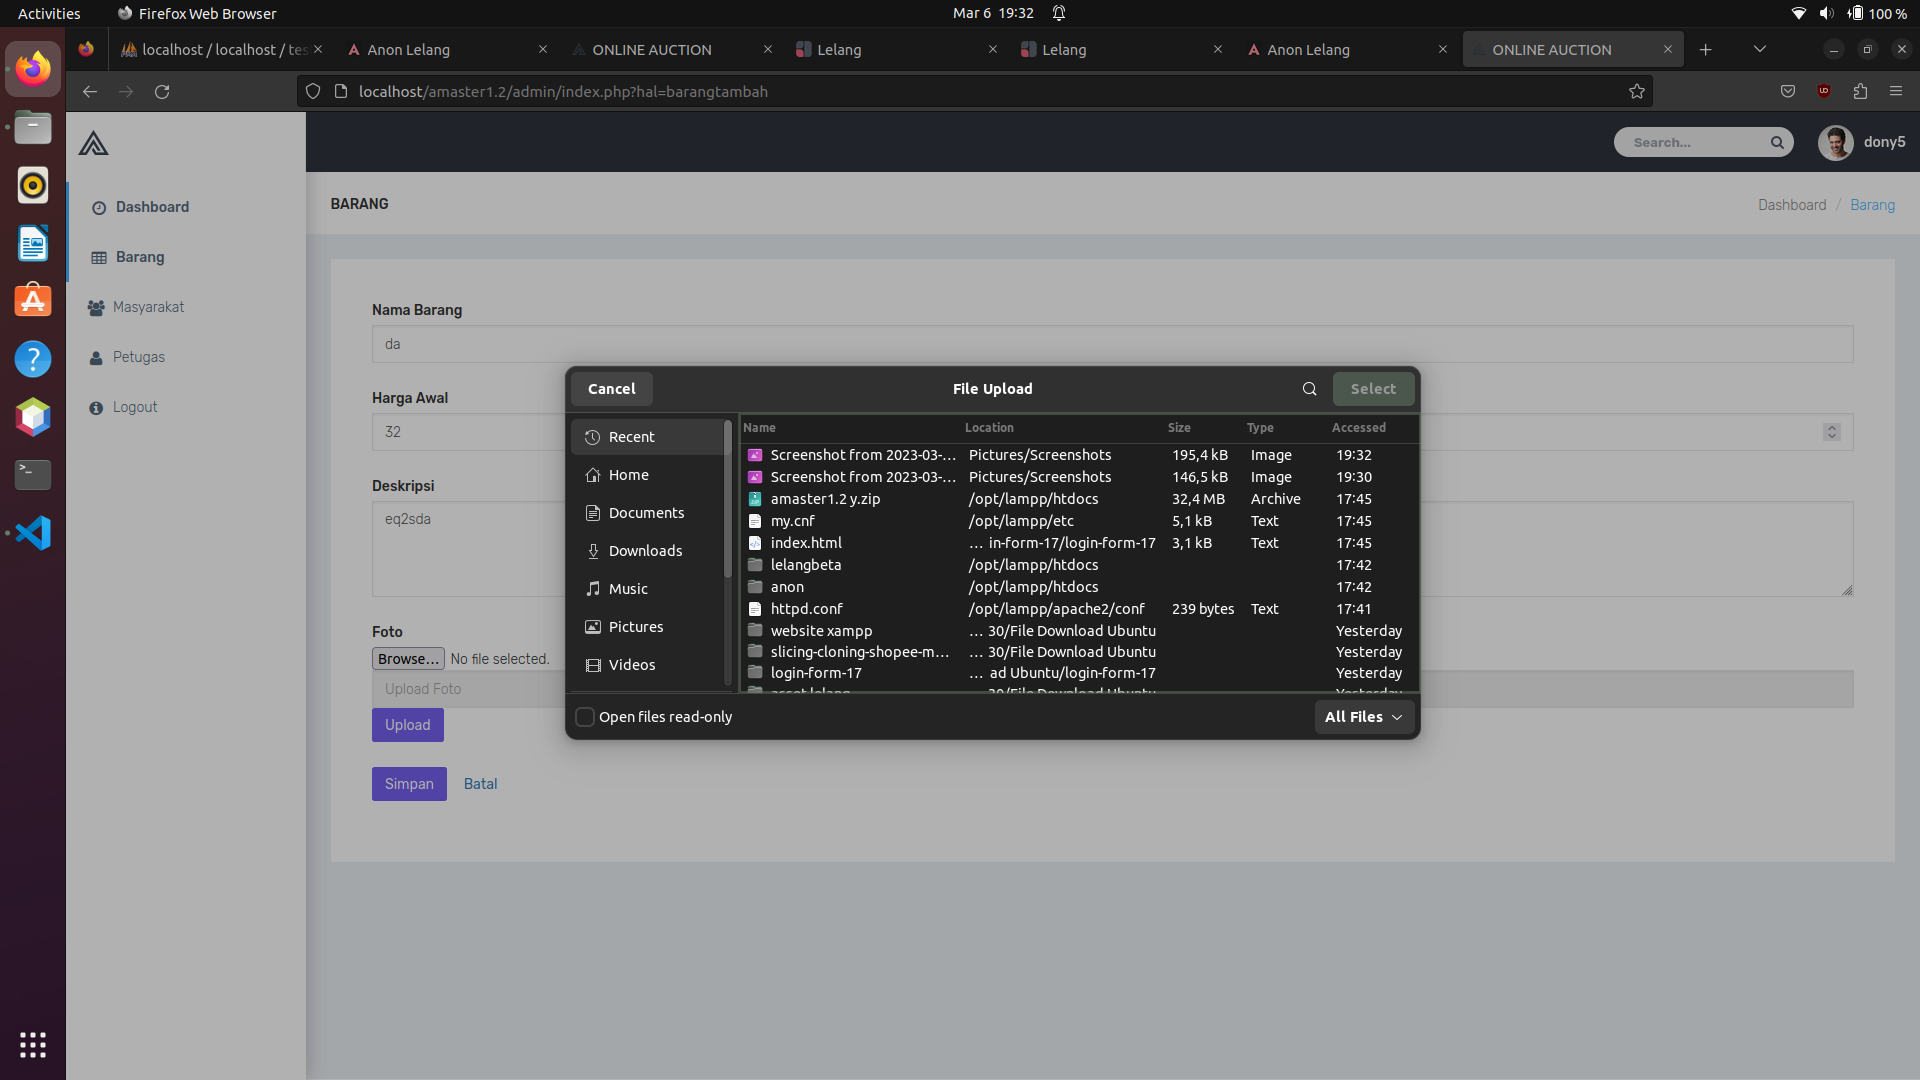 Activities Firefox Web Browser Mar 6 19:32 100 %
localhost / localhost / tes Anon Lelang ONLINE AUCTION Lelang Lelang Anon Lelang ONLINE AUCTION
localhost/amaster1.2/admin/index.php?hal=barangtambah
Search... dony5
Dashboard
Barang
Masyarakat
Petugas
Logout
BARANG Dashboard / Barang
Nama Barang
da
Harga Awal
32
Deskripsi
eq2sda
Foto
Browse... No file selected.
Upload Foto
Upload
Simpan Batal
Cancel File Upload Select
Recent
Home
Documents
Downloads
Music
Pictures
Videos
Name Location Size Type Accessed
Screenshot from 2023-03-... Pictures/Screenshots 195,4 kB Image 19:32
Screenshot from 2023-03-... Pictures/Screenshots 146,5 kB Image 19:30
amaster1.2 y.zip /opt/lampp/htdocs 32,4 MB Archive 17:45
my.cnf /opt/lampp/etc 5,1 kB Text 17:45
index.html ... in-form-17/login-form-17 3,1 kB Text 17:45
lelangbeta /opt/lampp/htdocs 17:42
anon /opt/lampp/htdocs 17:42
httpd.conf /opt/lampp/apache2/conf 239 bytes Text 17:41
website xampp ... 30/File Download Ubuntu Yesterday
slicing-cloning-shopee-m... ... 30/File Download Ubuntu Yesterday
login-form-17 ... ad Ubuntu/login-form-17 Yesterday
Open files read-only All Files